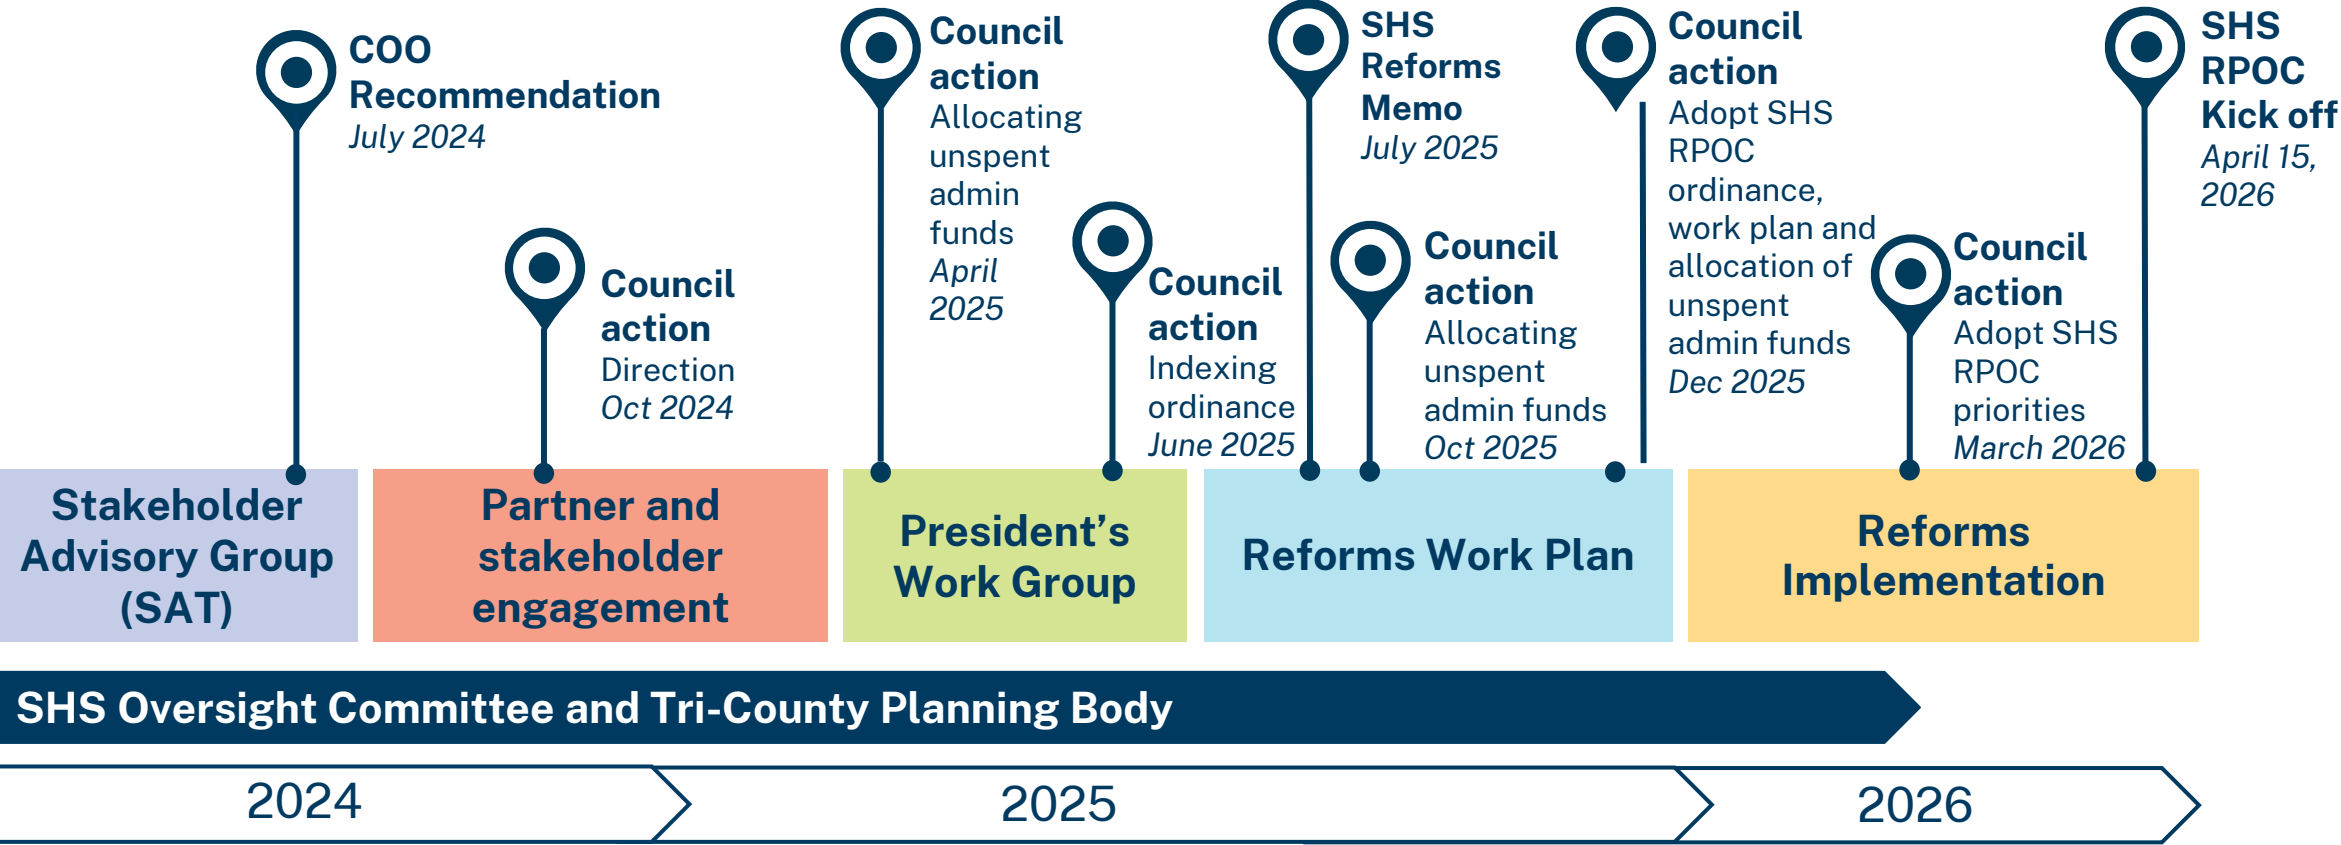 COO
Recommendation
July 2024
Council
action
Direction
Oct 2024
Council
action
Allocating
unspent
admin
funds
April
2025
Council
action
Indexing
ordinance
June 2025
SHS
Reforms
Memo
July 2025
Council
action
Allocating
unspent
admin funds
Oct 2025
Council
action
Adopt SHS
RPOC
ordinance,
work plan and
allocation of
unspent
admin funds
Dec 2025
Council
action
Adopt SHS
RPOC
priorities
March 2026
SHS
RPOC
Kick off
April 15,
2026
Stakeholder
Advisory Group
(SAT)
Partner and
stakeholder
engagement
President’s
Work Group
Reforms Work Plan
Reforms
Implementation
SHS Oversight Committee and Tri-County Planning Body
2024
2025
2026